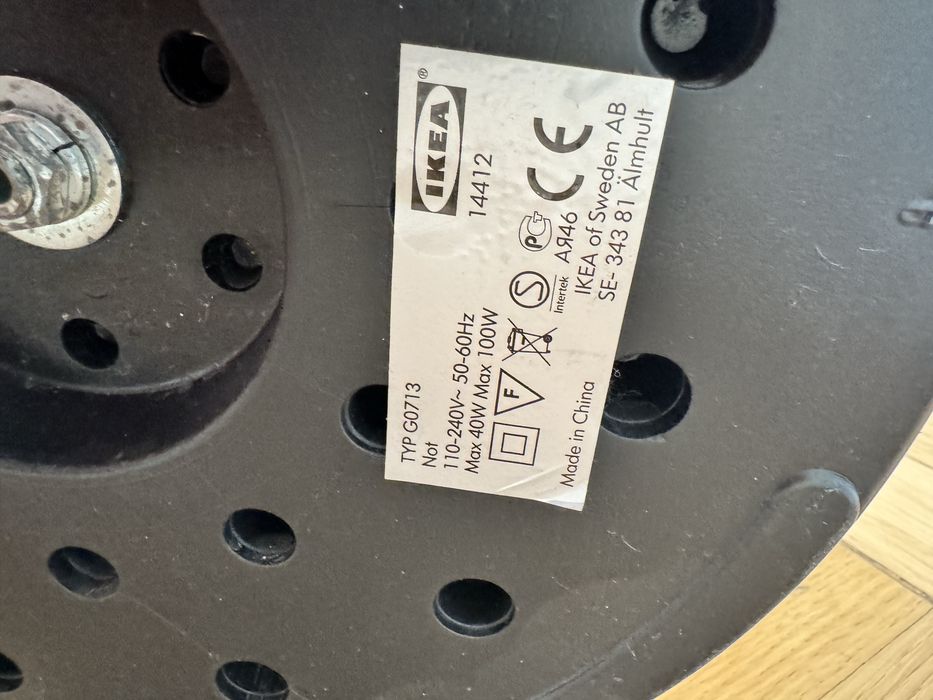 IKEA®
14412
TYP G0713
Not
110-240V~ 50-60Hz
Max 40W Max 100W
F
S
Intertek
PC
АЯ46
CE
IKEA of Sweden AB
SE- 343 81 Älmhult
Made in China